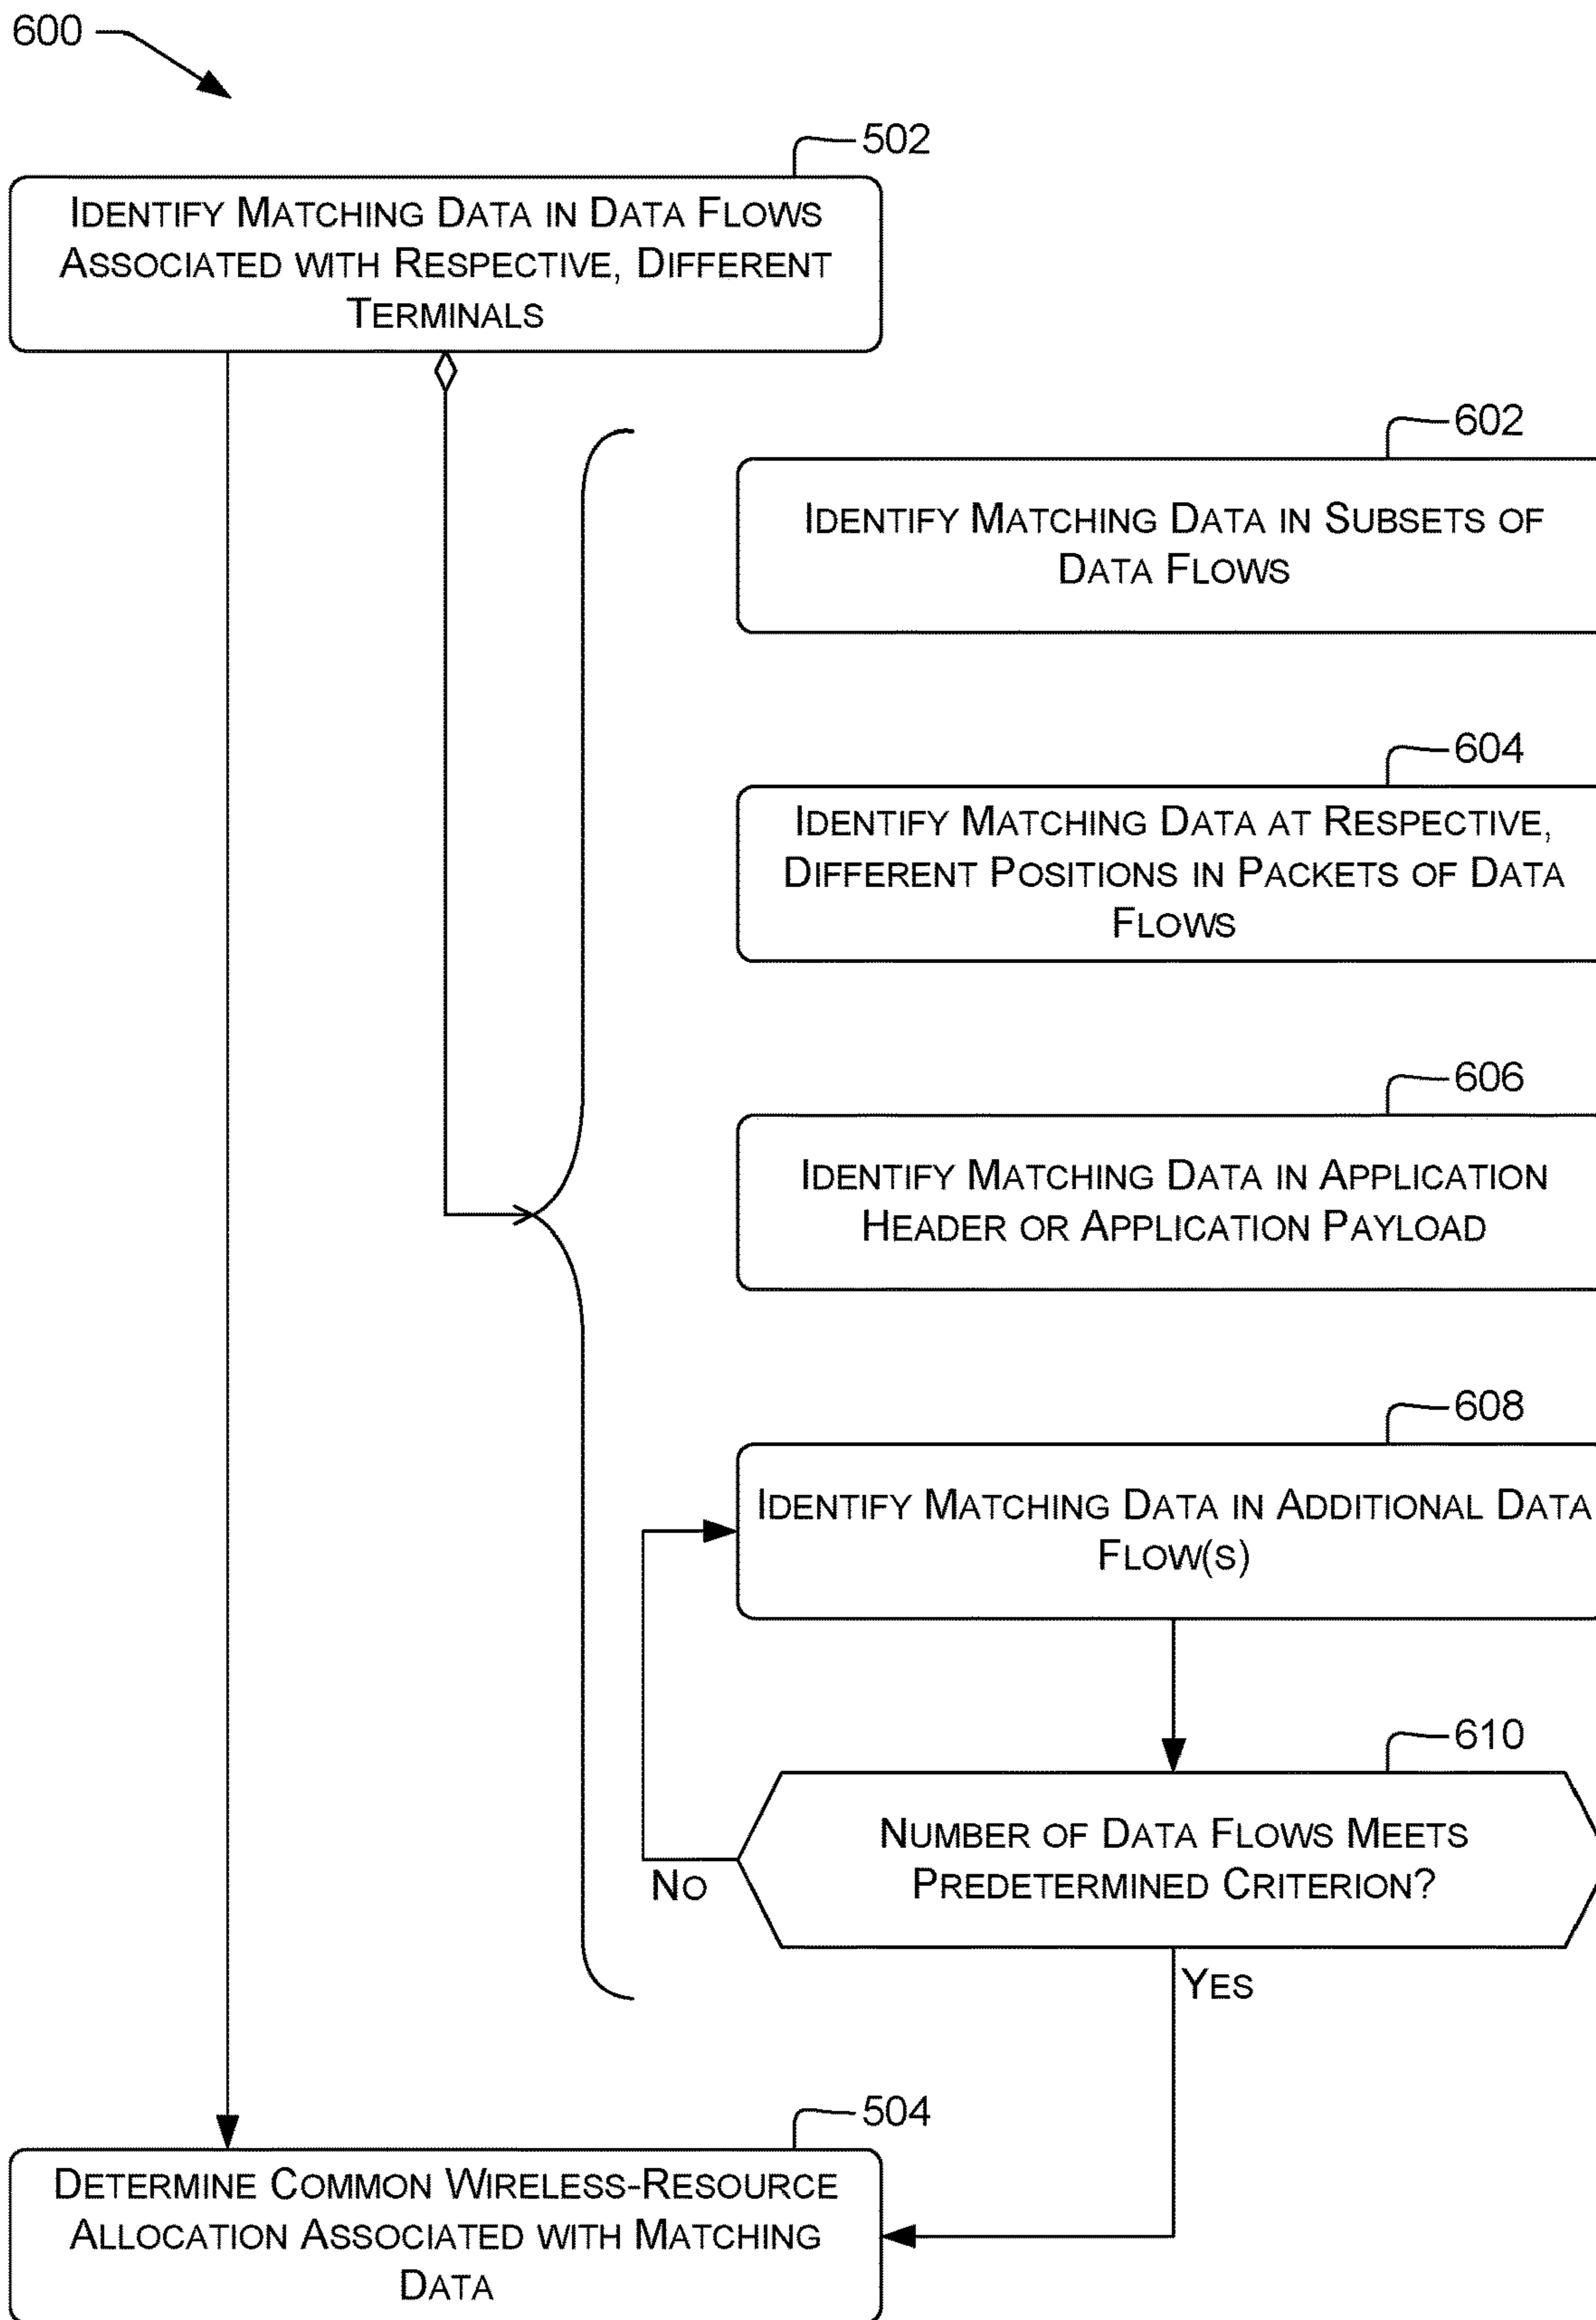 600
502
IDENTIFY MATCHING DATA IN DATA FLOWS
ASSOCIATED WITH RESPECTIVE, DIFFERENT
TERMINALS
602
IDENTIFY MATCHING DATA IN SUBSETS OF
DATA FLOWS
604
IDENTIFY MATCHING DATA AT RESPECTIVE,
DIFFERENT POSITIONS IN PACKETS OF DATA
FLOWS
606
IDENTIFY MATCHING DATA IN APPLICATION
HEADER OR APPLICATION PAYLOAD
608
IDENTIFY MATCHING DATA IN ADDITIONAL DATA
FLOW(S)
610
NUMBER OF DATA FLOWS MEETS
PREDETERMINED CRITERION?
NO
YES
504
DETERMINE COMMON WIRELESS-RESOURCE
ALLOCATION ASSOCIATED WITH MATCHING
DATA